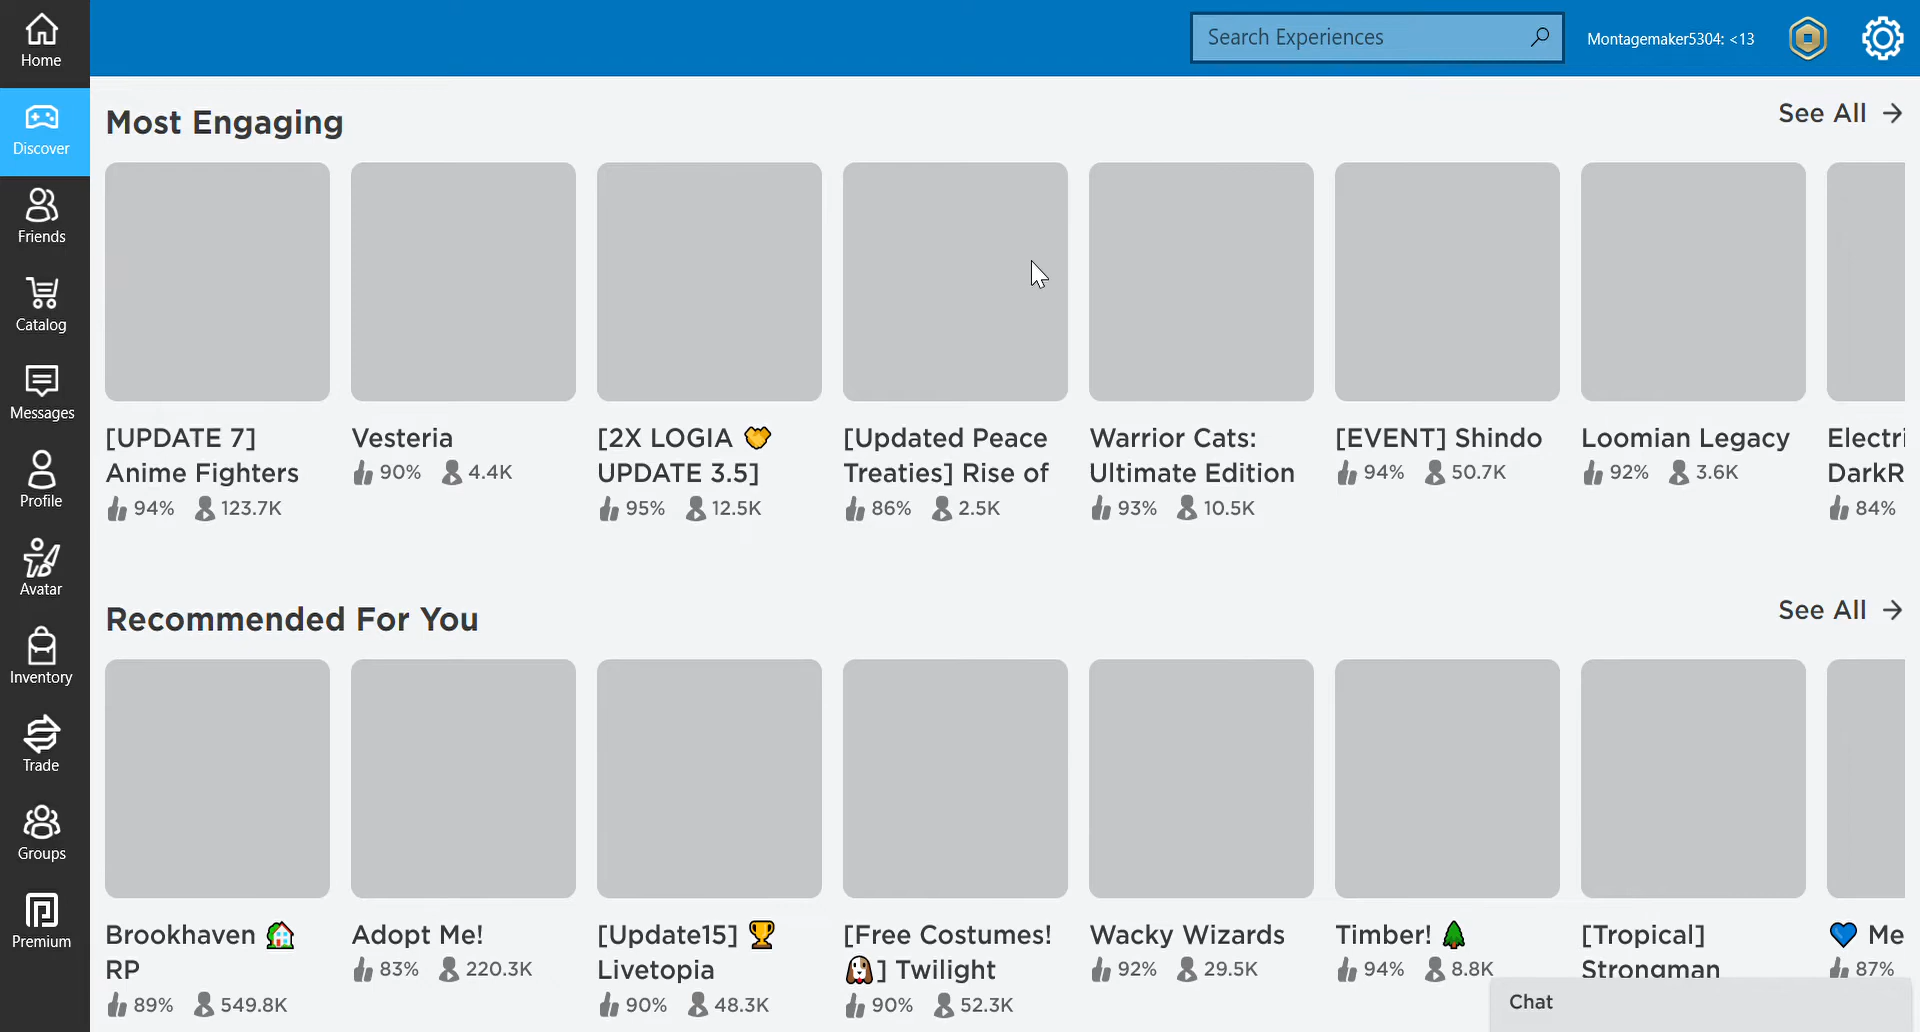 Home
Search Experiences
Montagemaker5304: <13
Discover
Friends
Catalog
Messages
Profile
Avatar
Inventory
Trade
Groups
Premium
Most Engaging
See All
[UPDATE 7]
Anime Fighters
94% 123.7K
Vesteria
90% 4.4K
[2X LOGIA
UPDATE 3.5]
95% 12.5K
[Updated Peace
Treaties] Rise of
86% 2.5K
Warrior Cats:
Ultimate Edition
93% 10.5K
[EVENT] Shindo
94% 50.7K
Loomian Legacy
92% 3.6K
Electri
DarkR
84%
Recommended For You
See All
Brookhaven 🏡
RP
89% 549.8K
Adopt Me!
83% 220.3K
[Update15] 🏆
Livetopia
90% 48.3K
[Free Costumes!
🐶] Twilight
90% 52.3K
Wacky Wizards
92% 29.5K
Timber! 🌲
94% 8.8K
[Tropical]
Strongman
💙 Me
87%
Chat